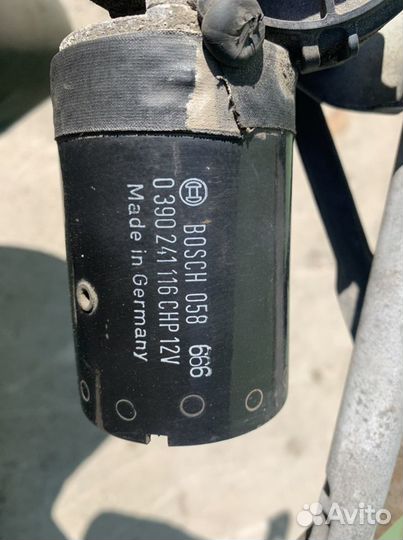 BOSCH 058 666
0 390 241 116 CHP 12V
Made in Germany
Avito